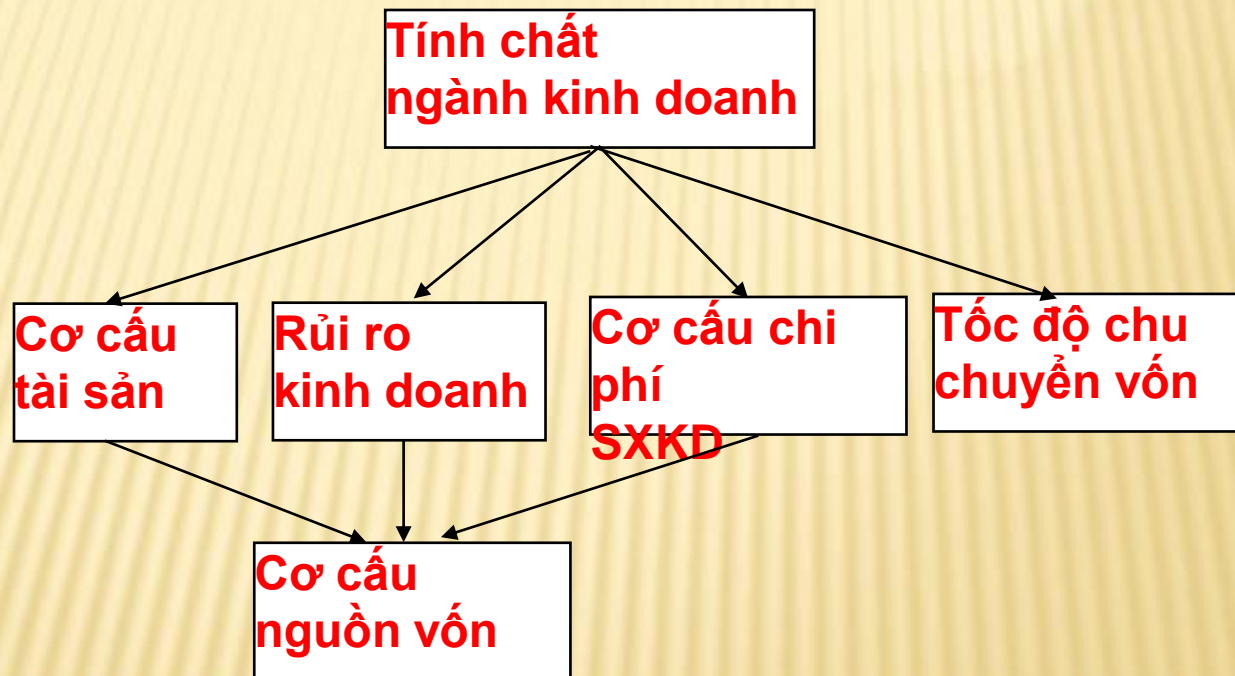 Tính chất
ngành kinh doanh
Cơ cấu
tài sản
Rủi ro
kinh doanh
Cơ cấu chi
phí
SXKD
Tốc độ chu
chuyển vốn
Cơ cấu
nguồn vốn